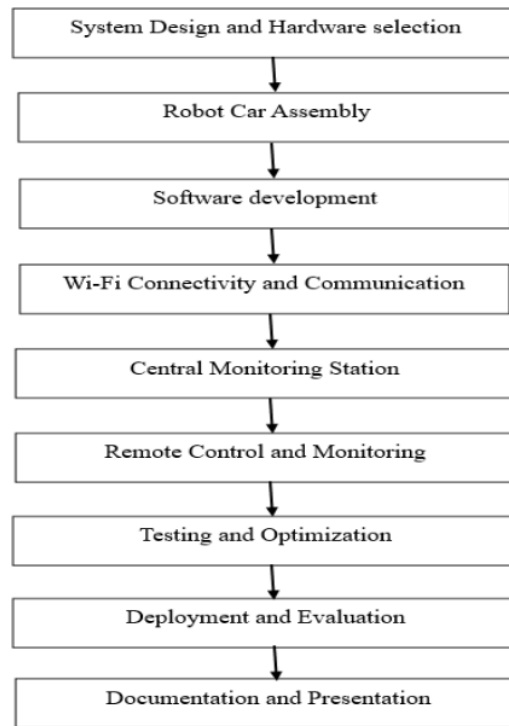 System Design and Hardware selection
Robot Car Assembly
Software development
Wi-Fi Connectivity and Communication
Central Monitoring Station
Remote Control and Monitoring
Testing and Optimization
Deployment and Evaluation
Documentation and Presentation